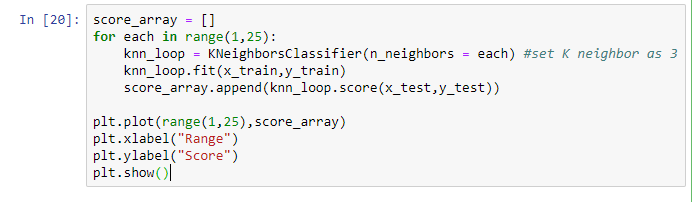 In [20]: score_array = []
for each in range(1,25):
    knn_loop = KNeighborsClassifier(n_neighbors = each) #set K neighbor as 3
    knn_loop.fit(x_train,y_train)
    score_array.append(knn_loop.score(x_test,y_test))

plt.plot(range(1,25),score_array)
plt.xlabel("Range")
plt.ylabel("Score")
plt.show()